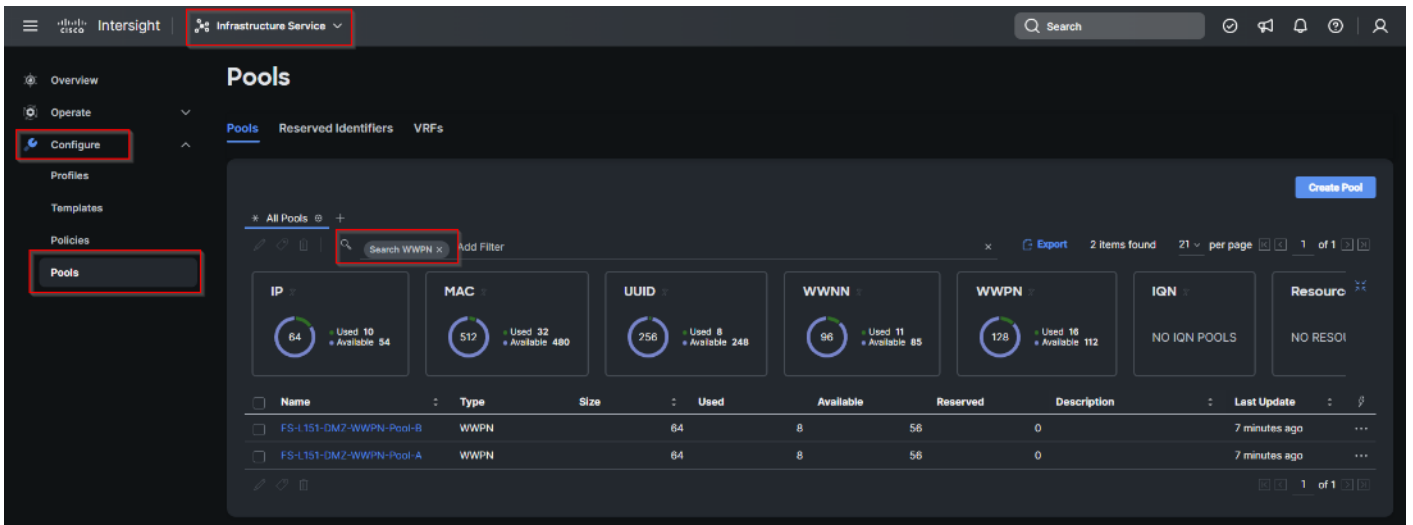 cisco Intersight Infrastructure Service Search
Overview
Operate
Configure
Profiles
Templates
Policies
Pools
Pools
Pools Reserved Identifiers VRFs
Create Pool
All Pools
Search WWPN × Add Filter × Export 2 items found 21 per page 1 of 1
IP MAC UUID WWNN WWPN IQN Resourc
64 Used 10 512 Used 32 256 Used 8 96 Used 11 128 Used 16 NO IQN POOLS NO RESOU
Available 54 Available 480 Available 248 Available 85 Available 112
Name Type Size Used Available Reserved Description Last Update
FS-L151-DMZ-WWPN-Pool-B WWPN 64 8 56 0 7 minutes ago
FS-L151-DMZ-WWPN-Pool-A WWPN 64 8 56 0 7 minutes ago
1 of 1